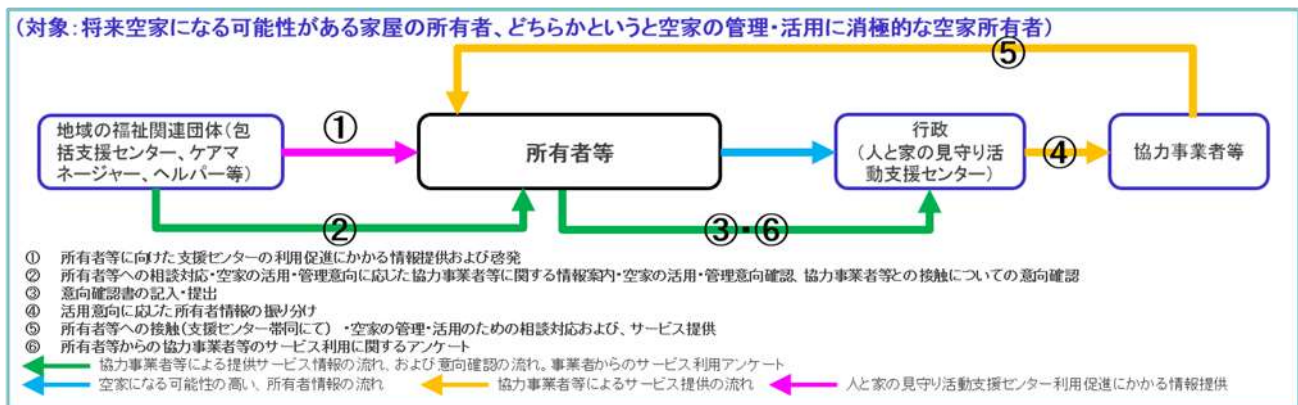 (対象:将来空家になる可能性がある家屋の所有者、どちらかというと空家の管理・活用に消極的な空家所有者)
⑤
地域の福祉関連団体(包
括支援センター、ケアマ
ネージャー、ヘルパー等)
①
所有者等
行政
(人と家の見守り活
動支援センター)
④
協力事業者等
②
③・⑥
① 所有者等に向けた支援センターの利用促進にかかる情報提供および啓発
② 所有者等への相談対応・空家の活用・管理意向に応じた協力事業者等に関する情報案内・空家の活用・管理意向確認、協力事業者等との接触についての意向確認
③ 意向確認書の記入・提出
④ 活用意向に応じた所有者情報の振り分け
⑤ 所有者等への接触(支援センター帯同にて) ・空家の管理・活用のための相談対応および、サービス提供
⑥ 所有者等からの協力事業者等のサービス利用に関するアンケート
協力事業者等による提供サービス情報の流れ、および意向確認の流れ。事業者からのサービス利用アンケート
空家になる可能性の高い、所有者情報の流れ
協力事業者等によるサービス提供の流れ
人と家の見守り活動支援センター利用促進にかかる情報提供